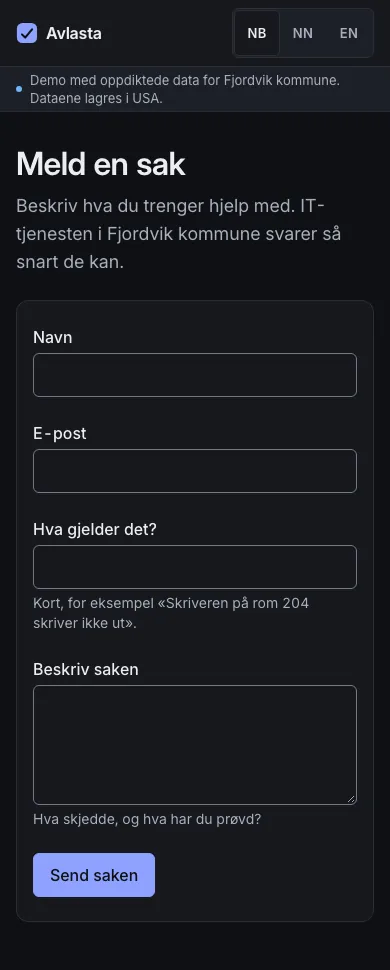 Avlasta
NB NN EN
Demo med oppdiktede data for Fjordvik kommune.
Dataene lagres i USA.
Meld en sak
Beskriv hva du trenger hjelp med. IT-
tjenesten i Fjordvik kommune svarer så
snart de kan.
Navn
E-post
Hva gjelder det?
Kort, for eksempel «Skriveren på rom 204
skriver ikke ut».
Beskriv saken
Hva skjedde, og hva har du prøvd?
Send saken